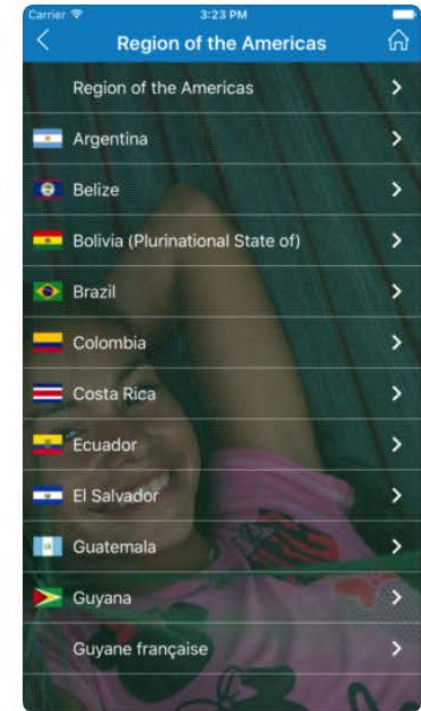 Carrier 3:23 PM
Region of the Americas
Region of the Americas
Argentina
Belize
Bolivia (Plurinational State of)
Brazil
Colombia
Costa Rica
Ecuador
El Salvador
Guatemala
Guyana
Guyane française